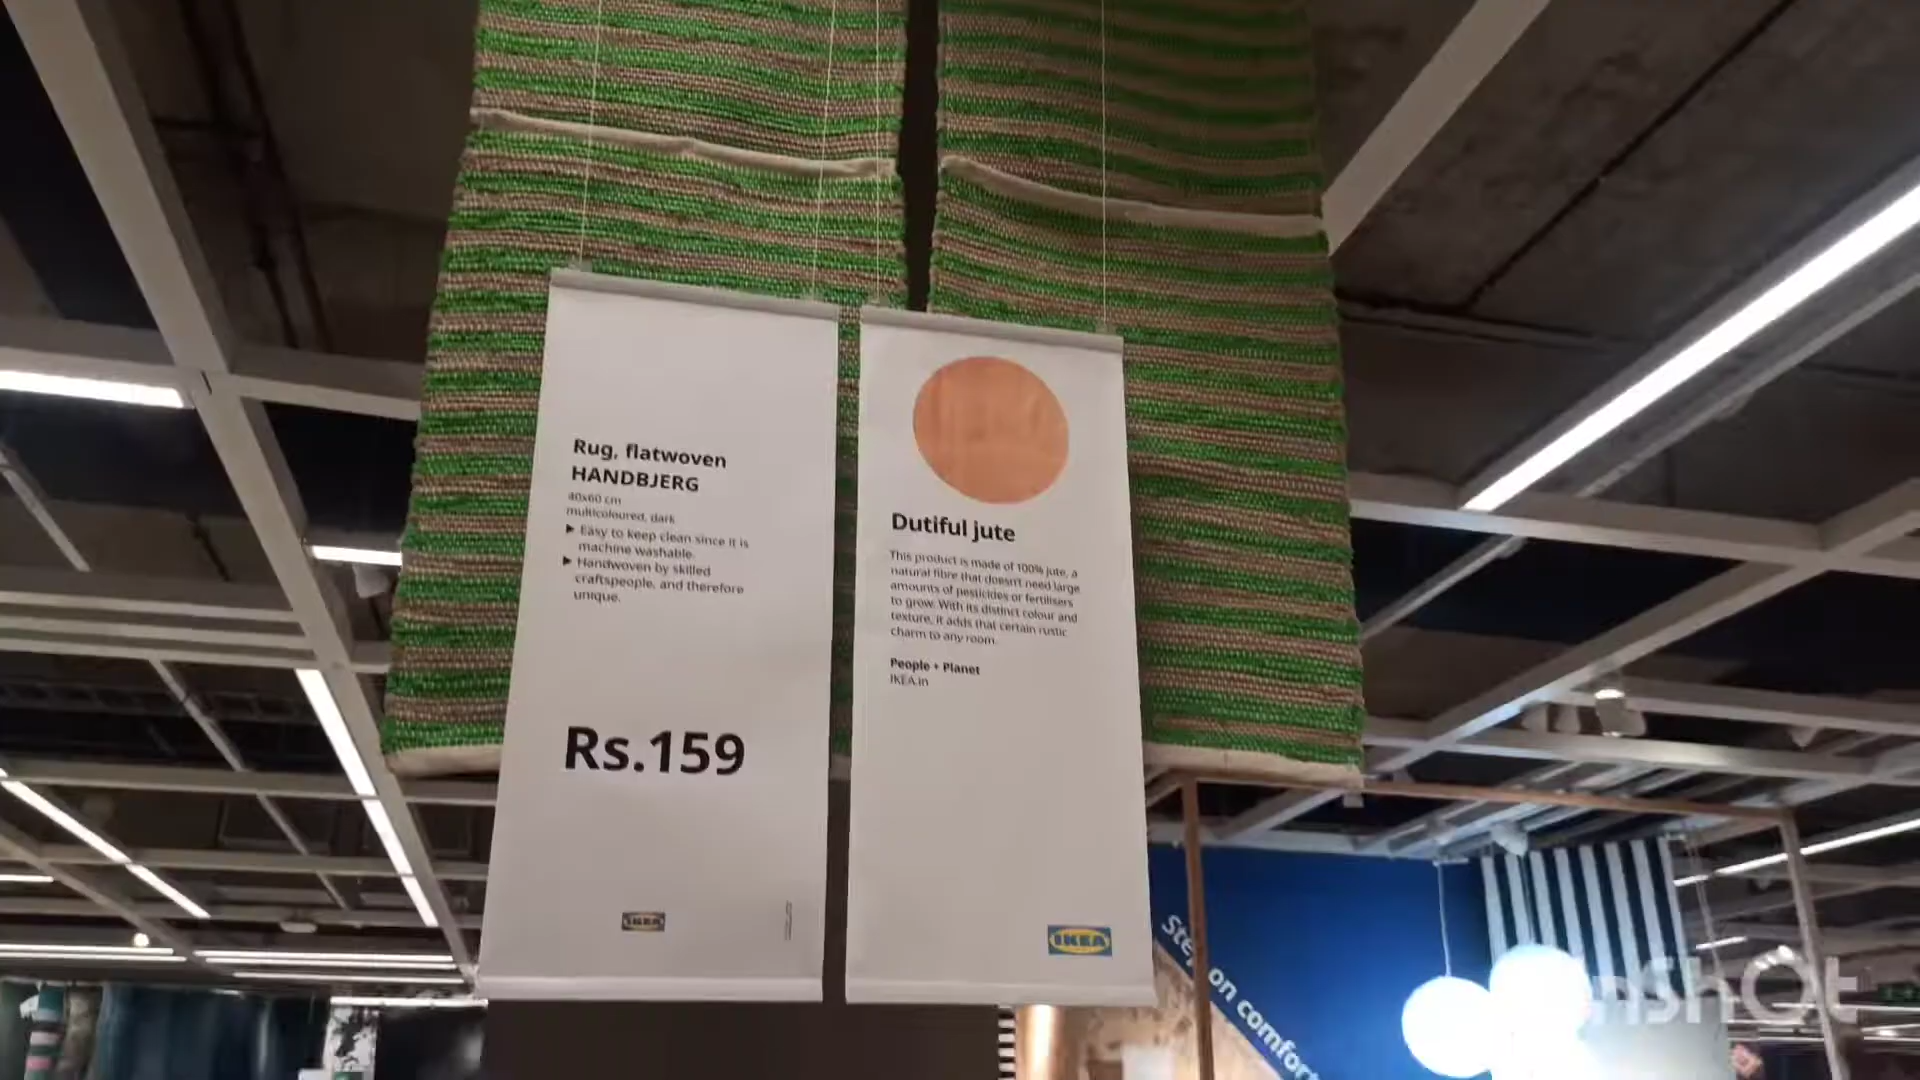 Rug, flatwoven
HANDBJERG
40x60 cm
multicoloured, dark
▶ Easy to keep clean since it is
machine washable.
▶ Handwoven by skilled
craftspeople, and therefore
unique.
Rs.159
IKEA
Dutiful jute
This product is made of 100% jute, a
natural fibre that doesn't need large
amounts of pesticides or fertilisers
to grow. With its distinct colour and
texture, it adds that certain rustic
charm to any room.
People + Planet
IKEA.in
IKEA
Step on comfort
InShOt